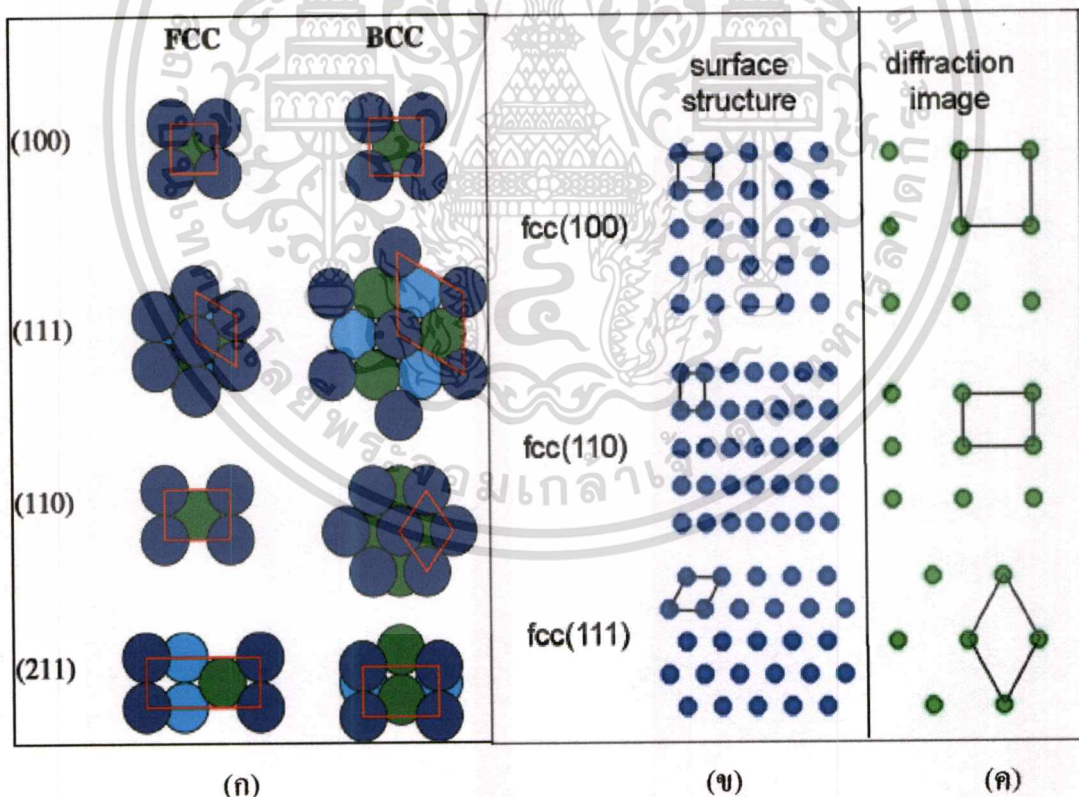 FCC BCC
surface
structure
diffraction
image
(100)
fcc(100)
(111)
fcc(110)
(110)
fcc(111)
(211)
(ก) (ข) (ค)